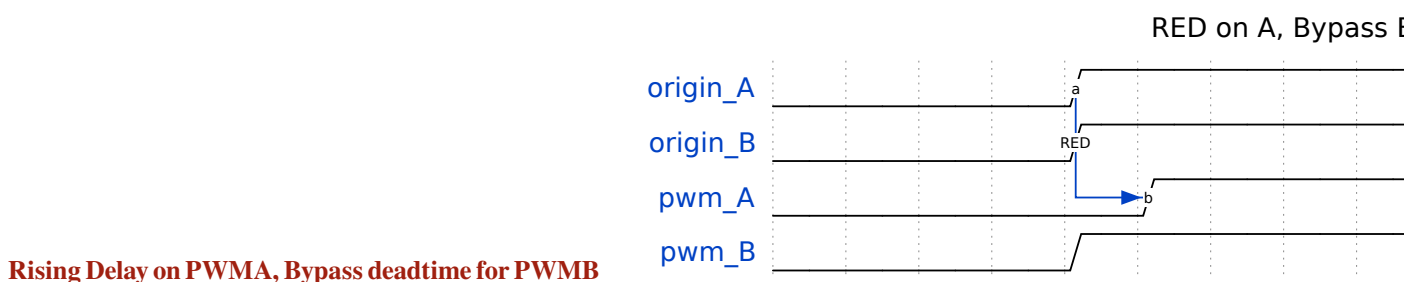 RED on A, Bypass
origin_A
a
origin_B
RED
pwm_A
b
pwm_B
Rising Delay on PWMA, Bypass deadtime for PWMB